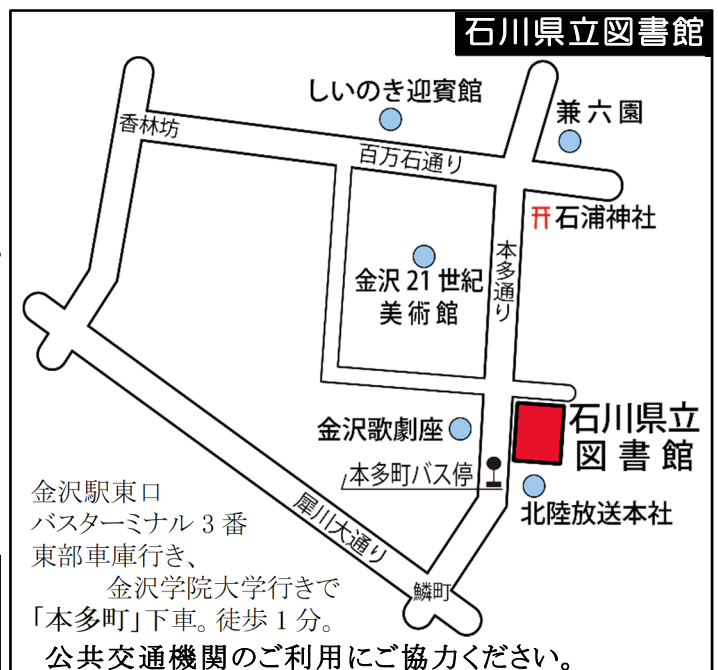 石川県立図書館
しいのき迎賓館
兼六園
香林坊
百万石通り
石浦神社
本多通り
金沢21世紀
美術館
金沢歌劇座
石川県立
図書館
本多町バス停
北陸放送本社
犀川大通り
鱗町
金沢駅東口
バスターミナル3番
東部車庫行き、
金沢学院大学行きで
「本多町」下車。徒歩1分。
公共交通機関のご利用にご協力ください。